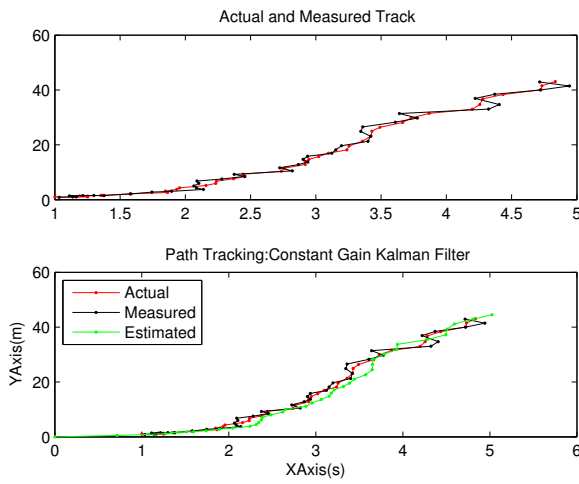 Actual and Measured Track
60
40
20
0
1 1.5 2 2.5 3 3.5 4 4.5 5
Path Tracking:Constant Gain Kalman Filter
60
40
20
0
YAxis(m)
Actual
Measured
Estimated
0 1 2 3 4 5 6
XAxis(s)